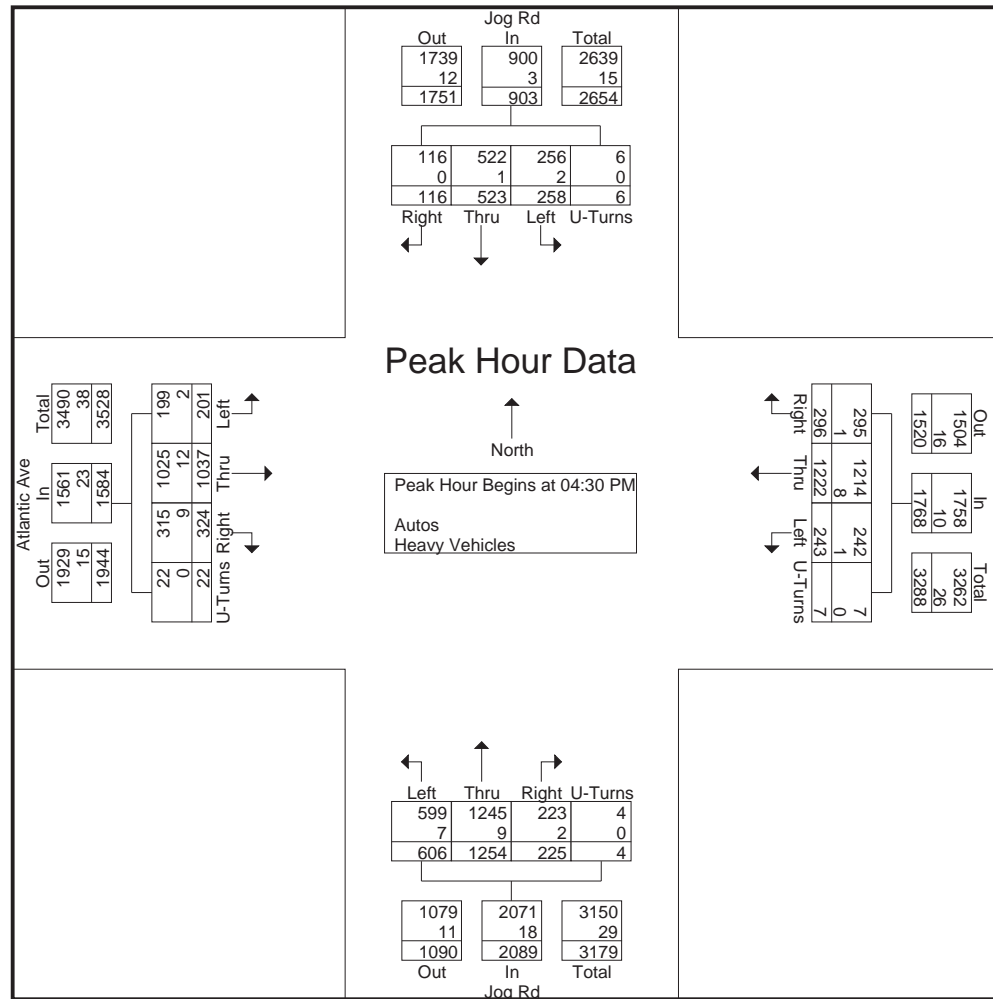 Jog Rd
Out In Total
1739 900 2639
12 3 15
1751 903 2654
116 522 256 6
0 1 2 0
116 523 258 6
Right Thru Left U-Turns
Peak Hour Data
North
Peak Hour Begins at 04:30 PM
Autos
Heavy Vehicles
Atlantic Ave
Out In Total
1929 1561 3490
15 23 38
1944 1584 3528
U-Turns Right Thru Left
22 315 1025 199
0 9 12 2
22 324 1037 201
Out In Total
1504 1758 3262
16 10 26
1520 1768 3288
295 1214 242 7
1 8 1 0
296 1222 243 7
Right Thru Left U-Turns
Left Thru Right U-Turns
599 1245 223 4
7 9 2 0
606 1254 225 4
1079 2071 3150
11 18 29
1090 2089 3179
Out In Total
Jog Rd